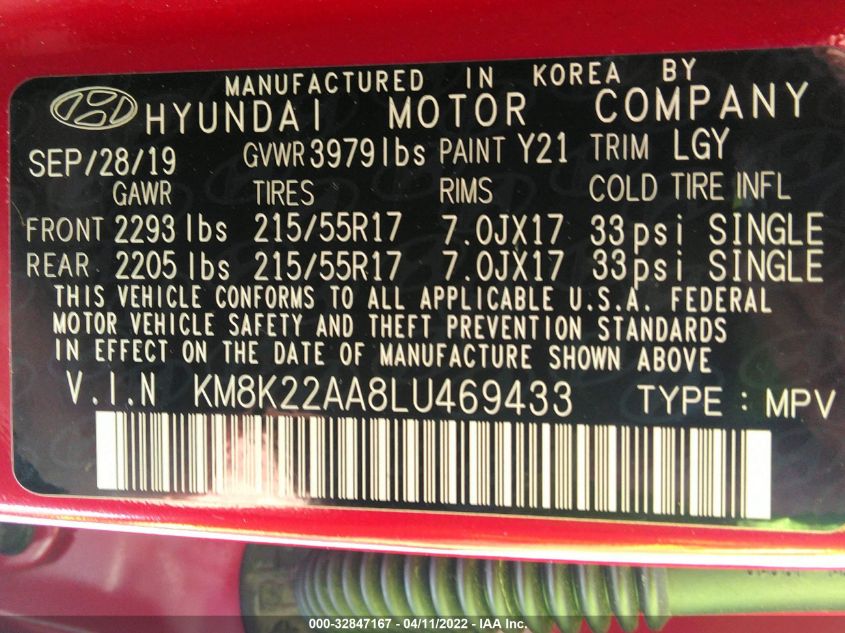 MANUFACTURED IN KOREA BY
HYUNDAI MOTOR COMPANY
SEP/28/19 GVWR 3979lbs PAINT Y21 TRIM LGY
GAWR TIRES RIMS COLD TIRE INFL
FRONT 2293 lbs 215/55R17 7.0JX17 33psi SINGLE
REAR 2205 lbs 215/55R17 7.0JX17 33psi SINGLE
THIS VEHICLE CONFORMS TO ALL APPLICABLE U.S.A. FEDERAL
MOTOR VEHICLE SAFETY AND THEFT PREVENTION STANDARDS
IN EFFECT ON THE DATE OF MANUFACTURE SHOWN ABOVE
V.I.N KM8K22AA8LU469433 TYPE : MPV
000-32847167 - 04/11/2022 - IAA Inc.